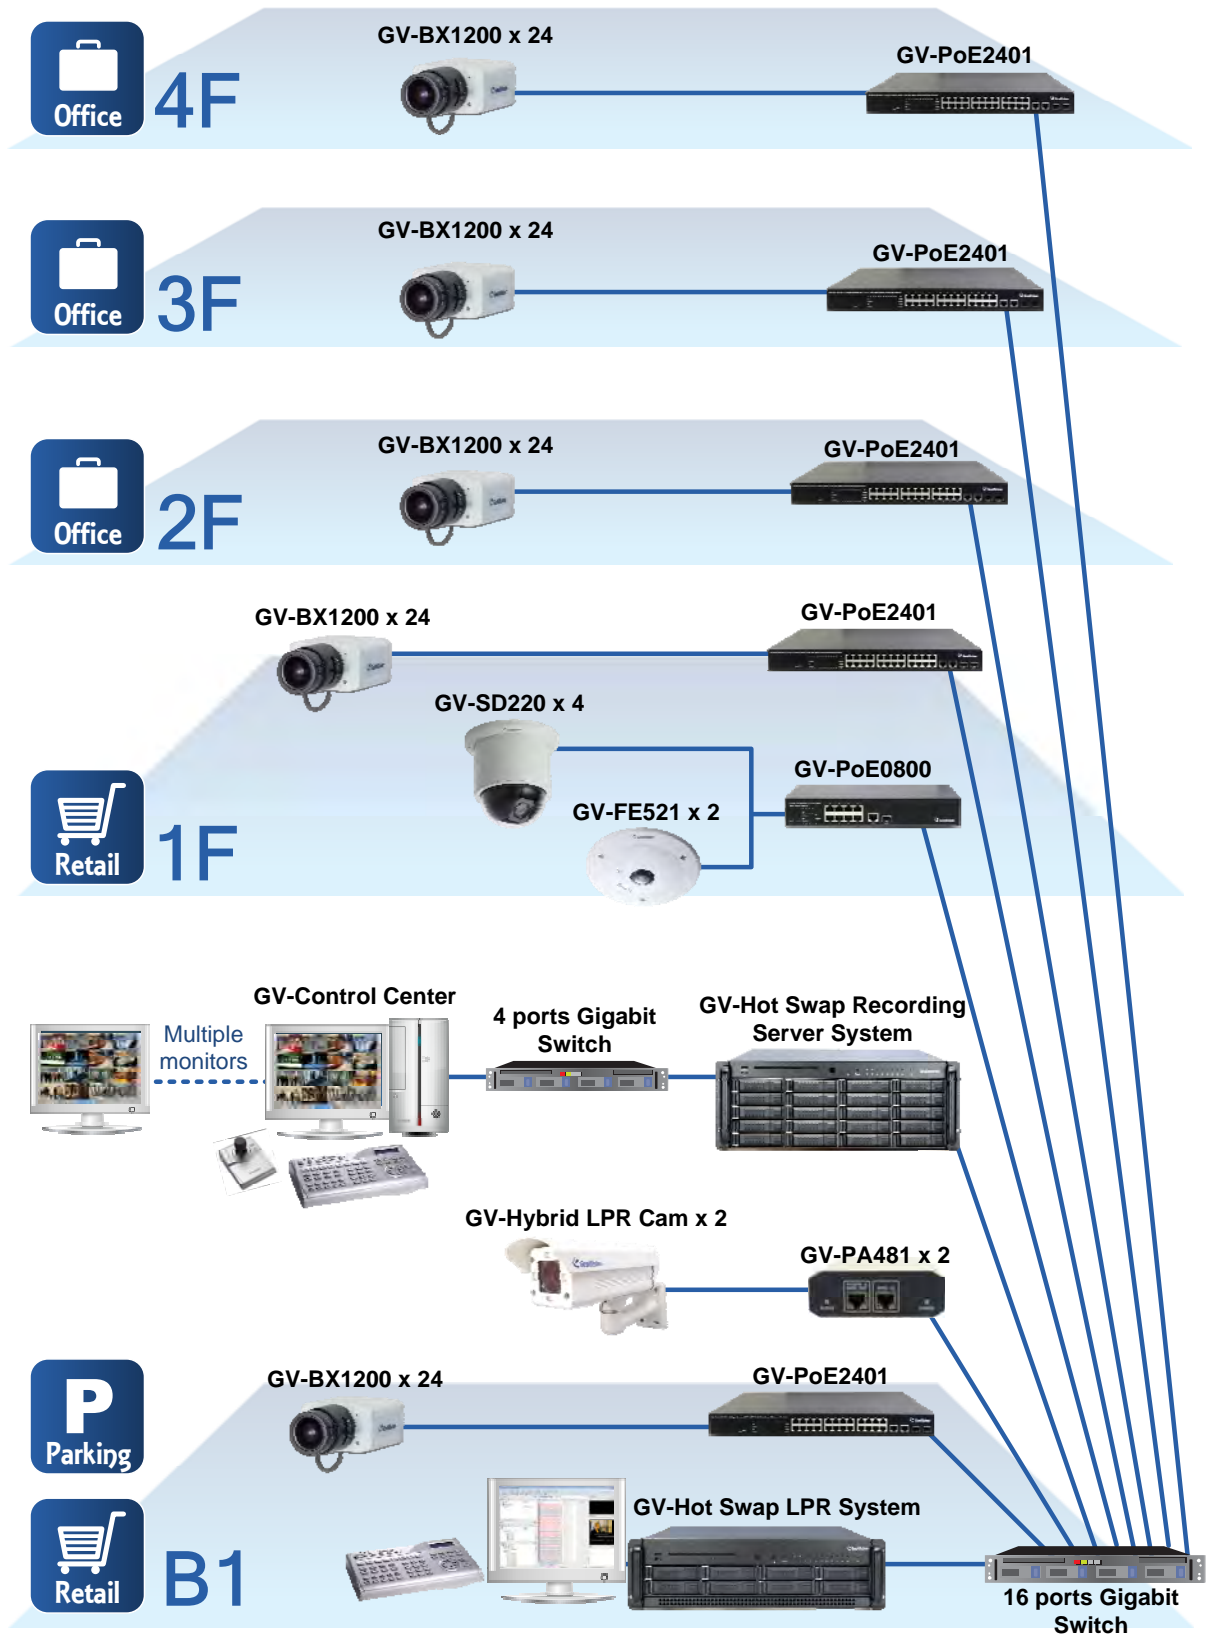 GV-BX1200 x 24
GV-PoE2401
Office
4F
GV-BX1200 x 24
GV-PoE2401
Office
3F
GV-BX1200 x 24
GV-PoE2401
Office
2F
GV-BX1200 x 24
GV-PoE2401
GV-SD220 x 4
GV-PoE0800
GV-FE521 x 2
Retail
1F
GV-Control Center
Multiple
monitors
4 ports Gigabit
Switch
GV-Hot Swap Recording
Server System
GV-Hybrid LPR Cam x 2
GV-PA481 x 2
P
Parking
GV-BX1200 x 24
GV-PoE2401
GV-Hot Swap LPR System
Retail
B1
16 ports Gigabit
Switch